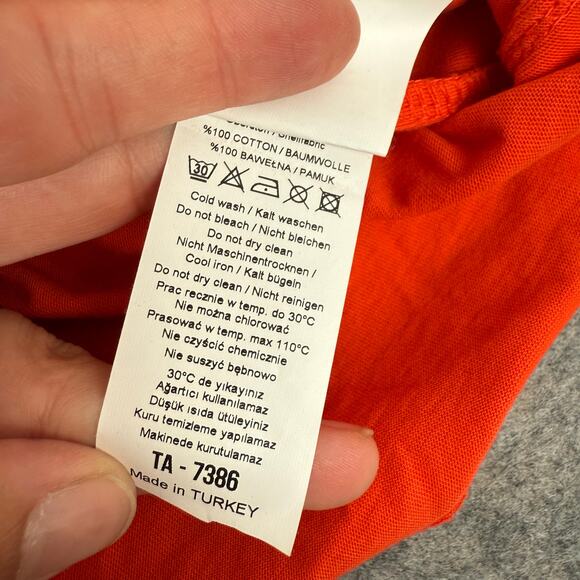 Oberstoff / Shellfabric
%100 COTTON / BAUMWOLLE
%100 BAWEŁNA / PAMUK
30
Cold wash / Kalt waschen
Do not bleach / Nicht bleichen
Do not dry clean
Nicht Maschinentrocknen /
Cool iron / Kalt bügeln
Do not dry clean / Nicht reinigen
Prac recznie w temp. do 30°C
Nie można chlorować
Prasować w temp. max 110°C
Nie czyścić chemicznie
Nie suszyć bębnowo
30°C de yıkayınız
Ağartıcı kullanılamaz
Düşük ısıda ütüleyiniz
Kuru temizleme yapılamaz
Makinede kurutulamaz
TA - 7386
Made in TURKEY